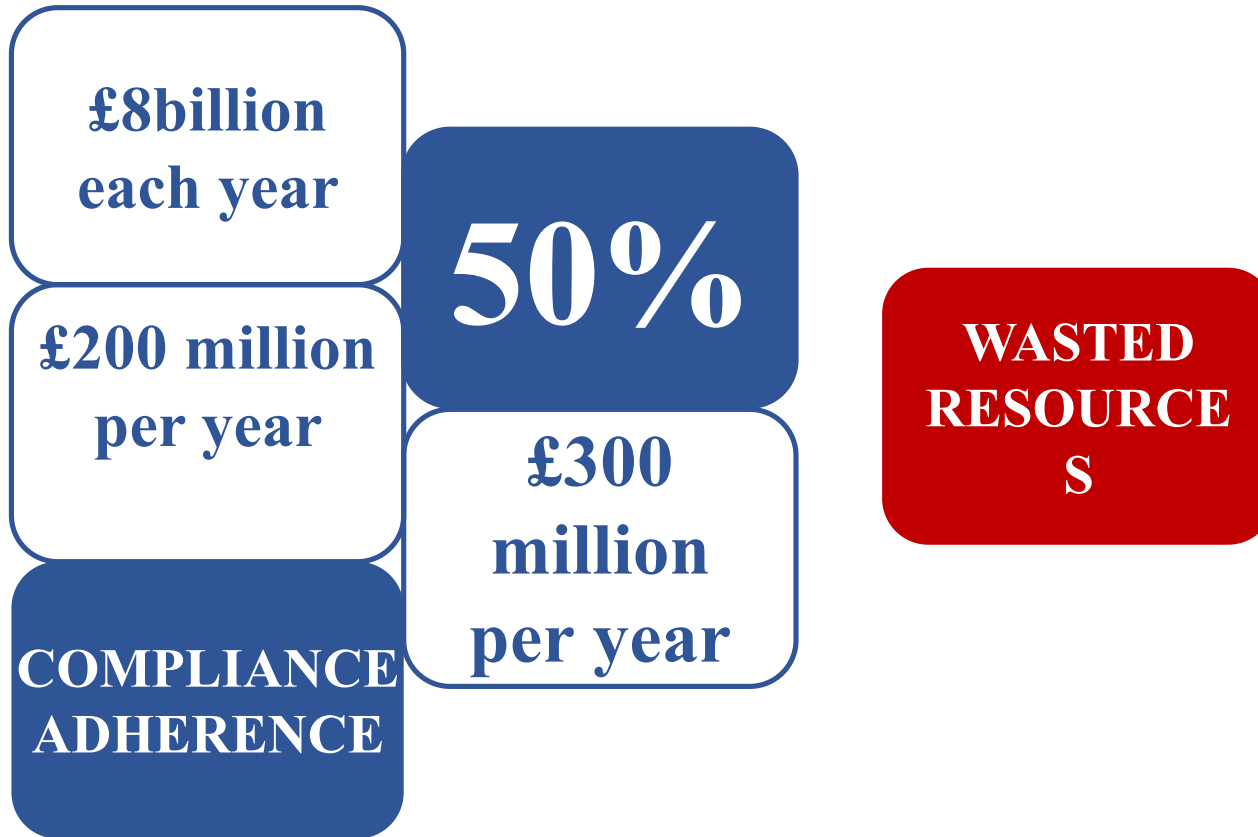 £8billion
each year
£200 million
per year
COMPLIANCE
ADHERENCE
50%
£300
million
per year
WASTED
RESOURCE
S